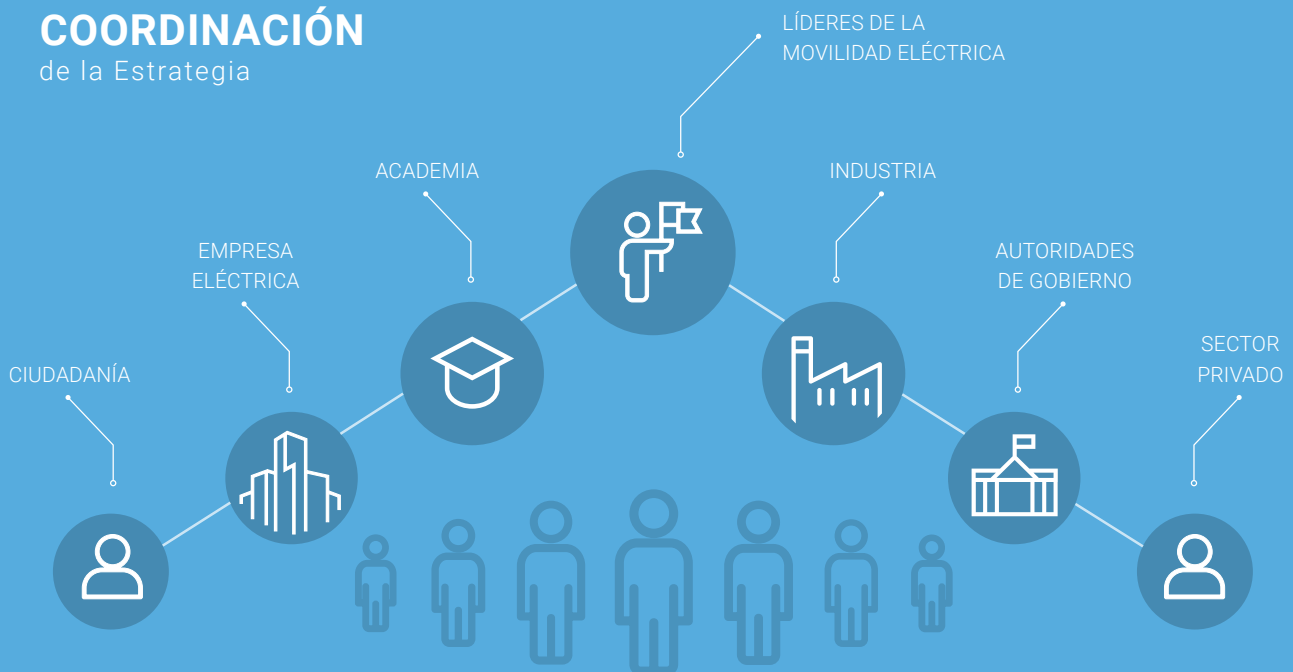 COORDINACIÓN
de la Estrategia
LÍDERES DE LA
MOVILIDAD ELÉCTRICA
ACADEMIA
INDUSTRIA
EMPRESA
ELÉCTRICA
AUTORIDADES
DE GOBIERNO
CIUDADANÍA
SECTOR
PRIVADO